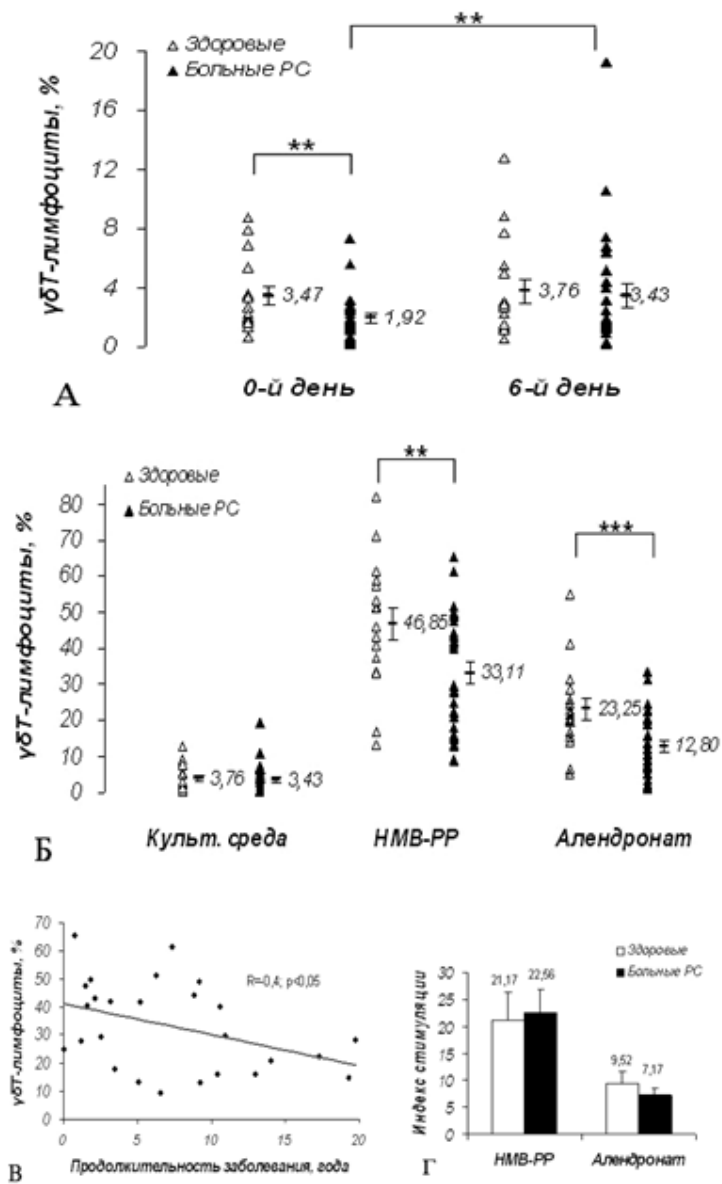 △ Здоровые
▲ Больные РС
**
20
16
12
8
4
0
γδТ-лимфоциты, %
**
3,47
1,92
3,76
3,43
0-й день
6-й день
А
△ Здоровые
▲ Больные РС
**
***
80
70
60
50
40
30
20
10
0
γδТ-лимфоциты, %
3,76
3,43
46,85
33,11
23,25
12,80
Культ. среда
HMB-PP
Алендронат
Б
70
60
50
40
30
20
10
0
γδТ-лимфоциты, %
R=-0,4; p<0,05
0
5
10
15
20
Продолжительность заболевания, года
В
Здоровые
Больные РС
30
25
20
15
10
5
0
Индекс стимуляции
21,17
22,56
9,52
7,17
HMB-PP
Алендронат
Г